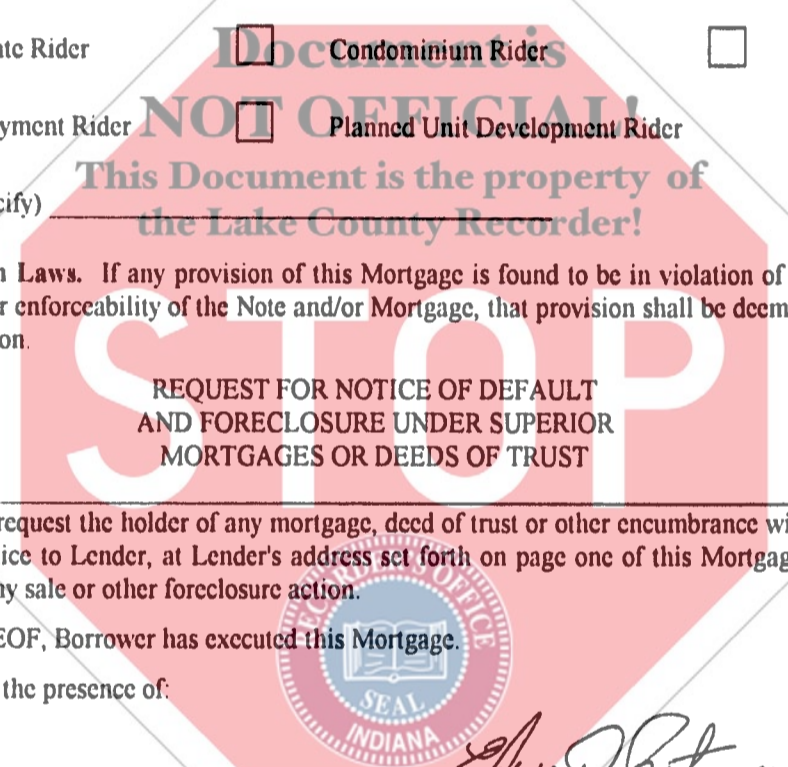 ate Rider Condominium Rider
yment Rider Planned Unit Development Rider
cify)
Document is
NOT OFFICIAL!
This Document is the property of
the Lake County Recorder!
n Laws. If any provision of this Mortgage is found to be in violation of
r enforceability of the Note and/or Mortgage, that provision shall be deem
on.
STOP
REQUEST FOR NOTICE OF DEFAULT
AND FORECLOSURE UNDER SUPERIOR
MORTGAGES OR DEEDS OF TRUST
request the holder of any mortgage, deed of trust or other encumbrance wi
ice to Lender, at Lender's address set forth on page one of this Mortgag
ny sale or other foreclosure action.
EOF, Borrower has executed this Mortgage.
the presence of:
RECORDER'S OFFICE
SEAL
INDIANA